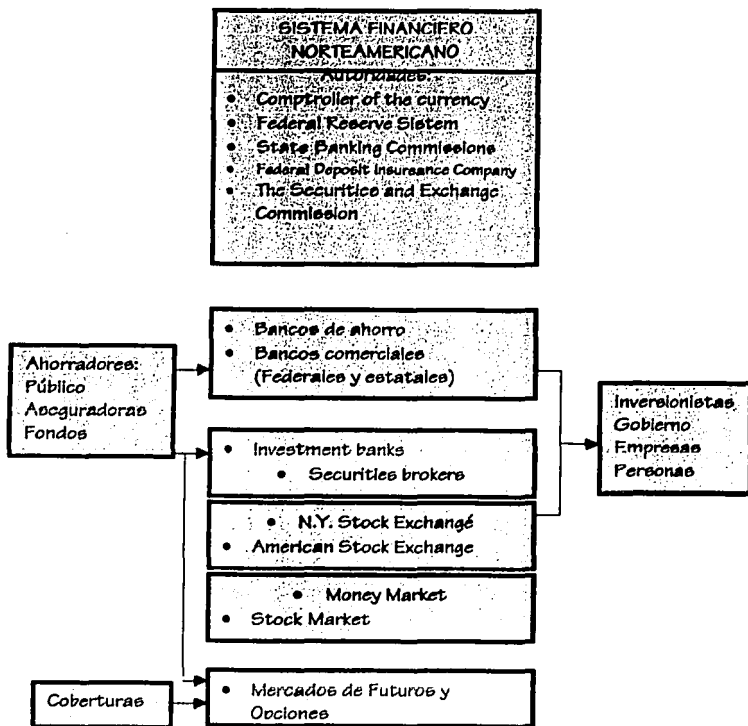 SISTEMA FINANCIERO
NORTEAMERICANO
Autoridades:
• Comptroller of the currency
• Federal Reserve Sistem
• State Banking Commissions
• Federal Deposit Insureance Company
• The Securities and Exchange
Commission
• Bancos de ahorro
• Bancos comerciales
(Federales y estatales)
Ahorradores:
Público
Aseguradoras
Fondos
• Investment banks
• Securities brokers
• N.Y. Stock Exchangé
• American Stock Exchange
• Money Market
• Stock Market
Inversionistas
Gobierno
Empresas
Personas
Coberturas
• Mercados de Futuros y
Opciones